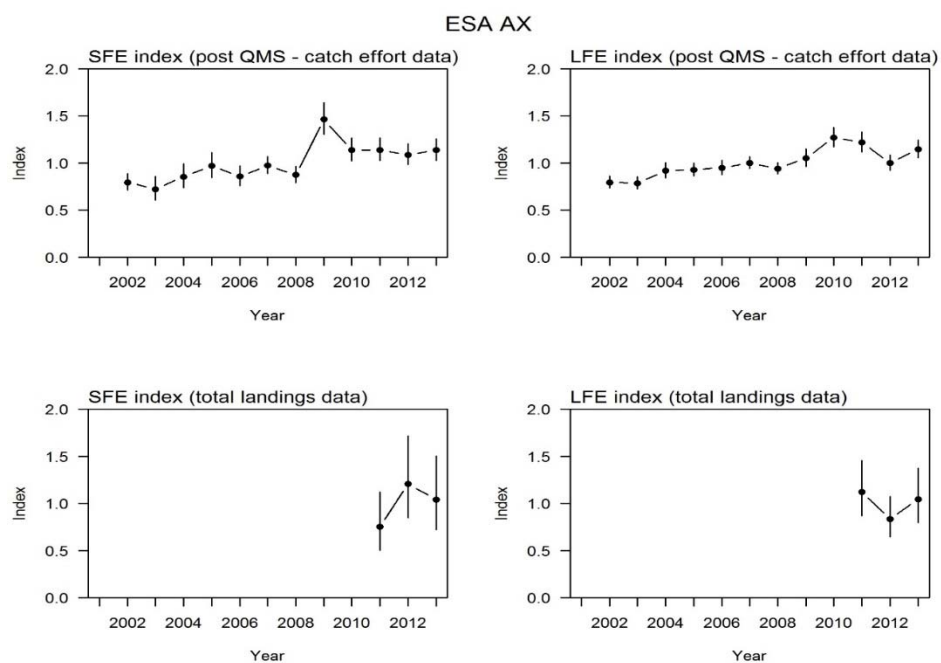 ESA AX
SFE index (post QMS - catch effort data)
2.0
1.5
1.0
0.5
0.0
Index
2002 2004 2006 2008 2010 2012
Year
LFE index (post QMS - catch effort data)
2.0
1.5
1.0
0.5
0.0
Index
2002 2004 2006 2008 2010 2012
Year
SFE index (total landings data)
2.0
1.5
1.0
0.5
0.0
Index
2002 2004 2006 2008 2010 2012
Year
LFE index (total landings data)
2.0
1.5
1.0
0.5
0.0
Index
2002 2004 2006 2008 2010 2012
Year